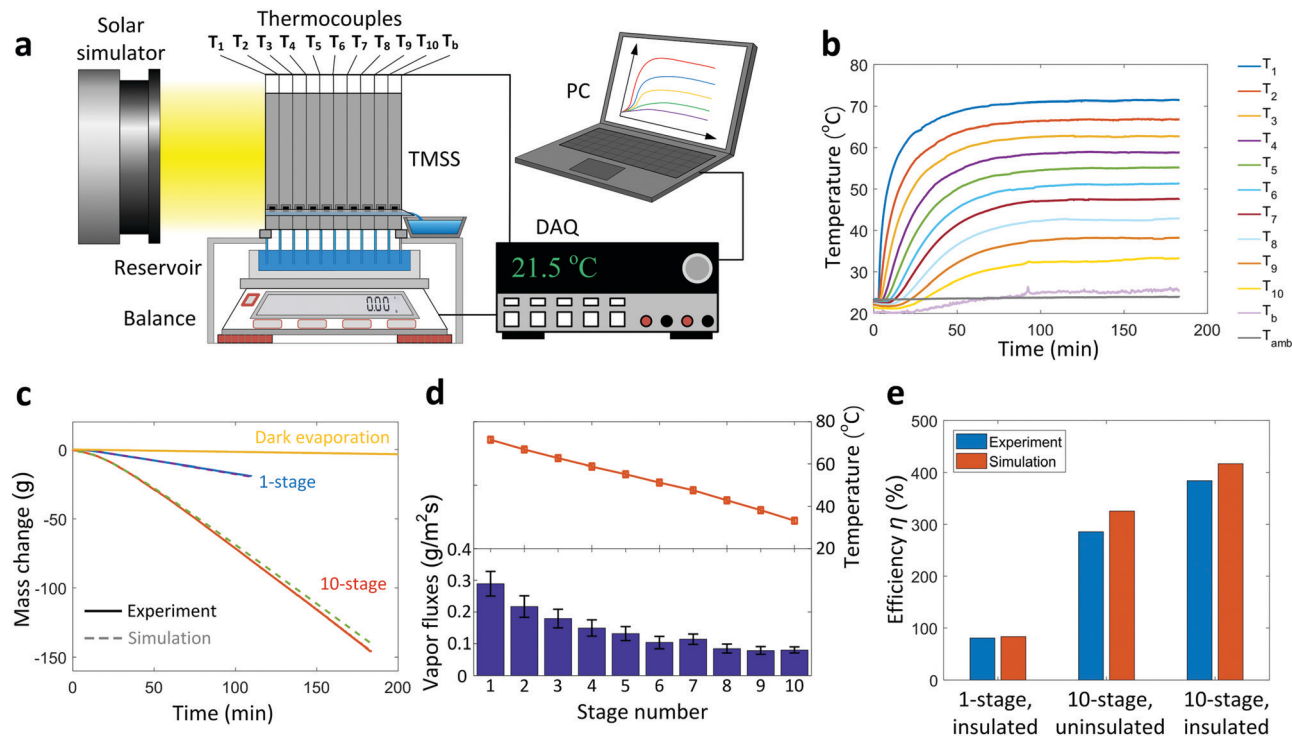 a
Solar
simulator
Thermocouples
T1 T2 T3 T4 T5 T6 T7 T8 T9 T10 Tb
PC
TMSS
DAQ
21.5 °C
Reservoir
Balance
0.00
b
80
70
60
50
40
30
20
0 50 100 150 200
Temperature (°C)
Time (min)
T1
T2
T3
T4
T5
T6
T7
T8
T9
T10
Tb
Tamb
c
Dark evaporation
1-stage
10-stage
Experiment
Simulation
0
-50
-100
-150
0 50 100 150 200
Mass change (g)
Time (min)
d
80
60
40
20
Temperature (°C)
0.4
0.3
0.2
0.1
0
Vapor fluxes (g/m²s)
1 2 3 4 5 6 7 8 9 10
Stage number
e
500
400
300
200
100
0
Efficiency η (%)
Experiment
Simulation
1-stage, 10-stage, 10-stage,
insulated uninsulated insulated